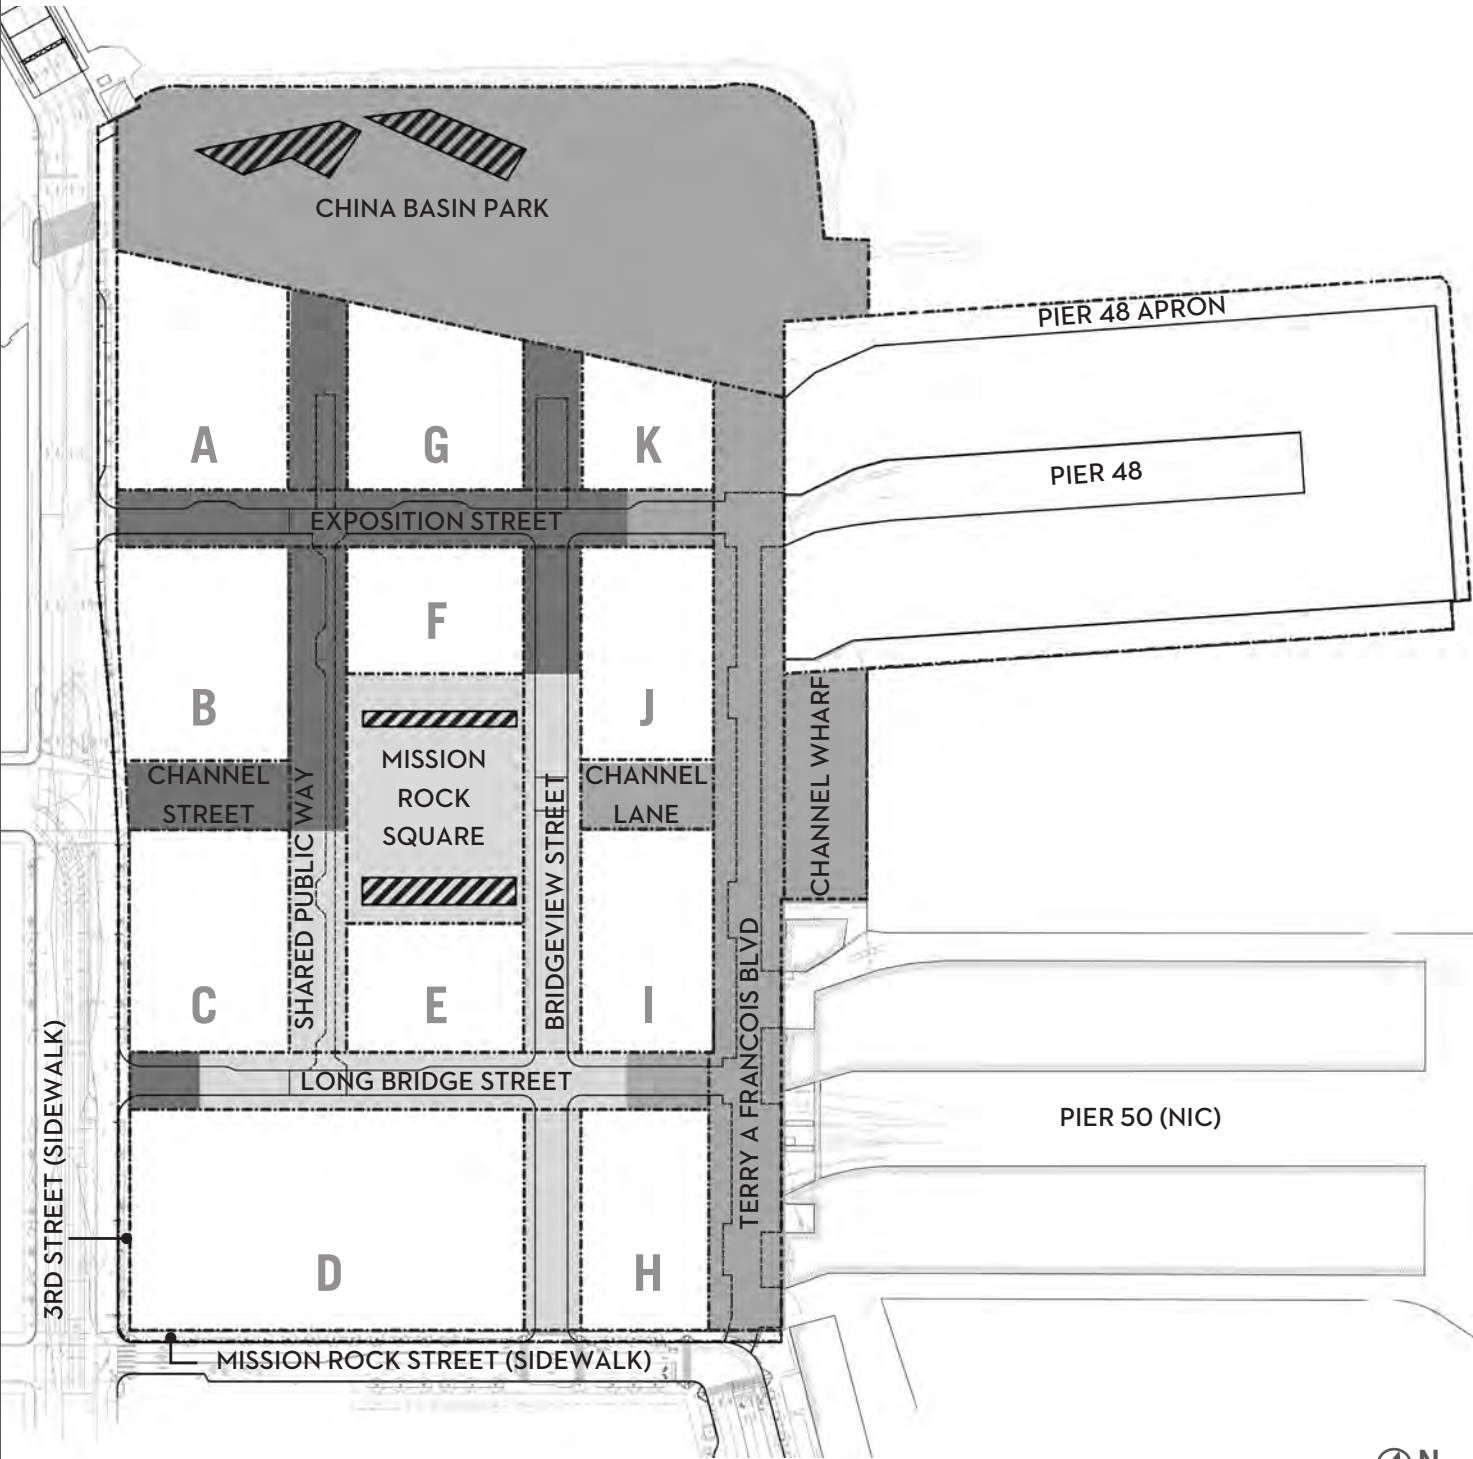 CHINA BASIN PARK
PIER 48 APRON
A
G
K
PIER 48
EXPOSITION STREET
F
B
J
MISSION
ROCK
SQUARE
CHANNEL
STREET
CHANNEL
LANE
CHANNEL WHARF
SHARED PUBLIC WAY
BRIDGEVIEW STREET
C
E
I
TERRY A FRANCOIS BLVD
LONG BRIDGE STREET
PIER 50 (NIC)
3RD STREET (SIDEWALK)
D
H
MISSION ROCK STREET (SIDEWALK)
N